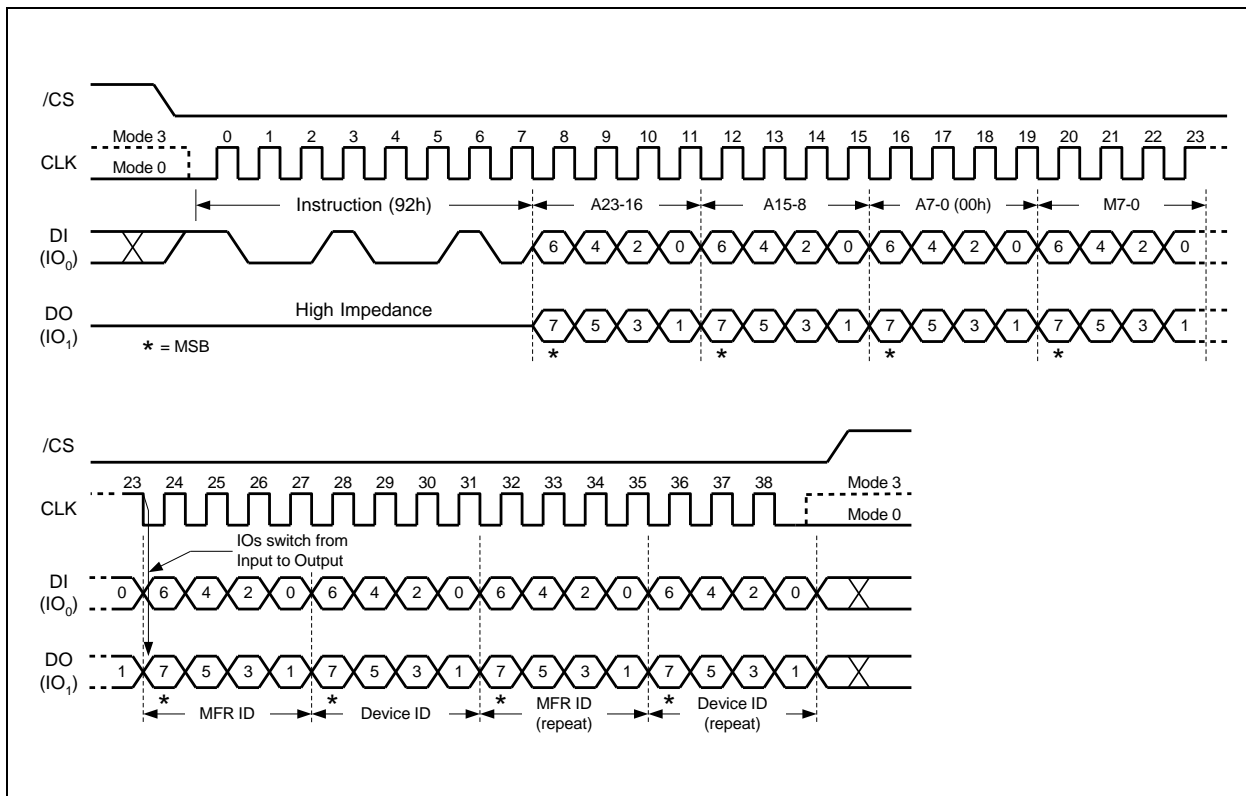 /CS
Mode 3 0 1 2 3 4 5 6 7 8 9 10 11 12 13 14 15 16 17 18 19 20 21 22 23
CLK Mode 0
Instruction (92h) A23-16 A15-8 A7-0 (00h) M7-0
DI
(IO0) 6 4 2 0 6 4 2 0 6 4 2 0 6 4 2 0
High Impedance
DO
(IO1) 7 5 3 1 7 5 3 1 7 5 3 1 7 5 3 1
* = MSB * * * *
/CS
23 24 25 26 27 28 29 30 31 32 33 34 35 36 37 38 Mode 3
CLK Mode 0
IOs switch from
Input to Output
DI
(IO0) 0 6 4 2 0 6 4 2 0 6 4 2 0 6 4 2 0
DO
(IO1) 1 7 5 3 1 7 5 3 1 7 5 3 1 7 5 3 1
* * * *
MFR ID Device ID MFR ID
(repeat) Device ID
(repeat)